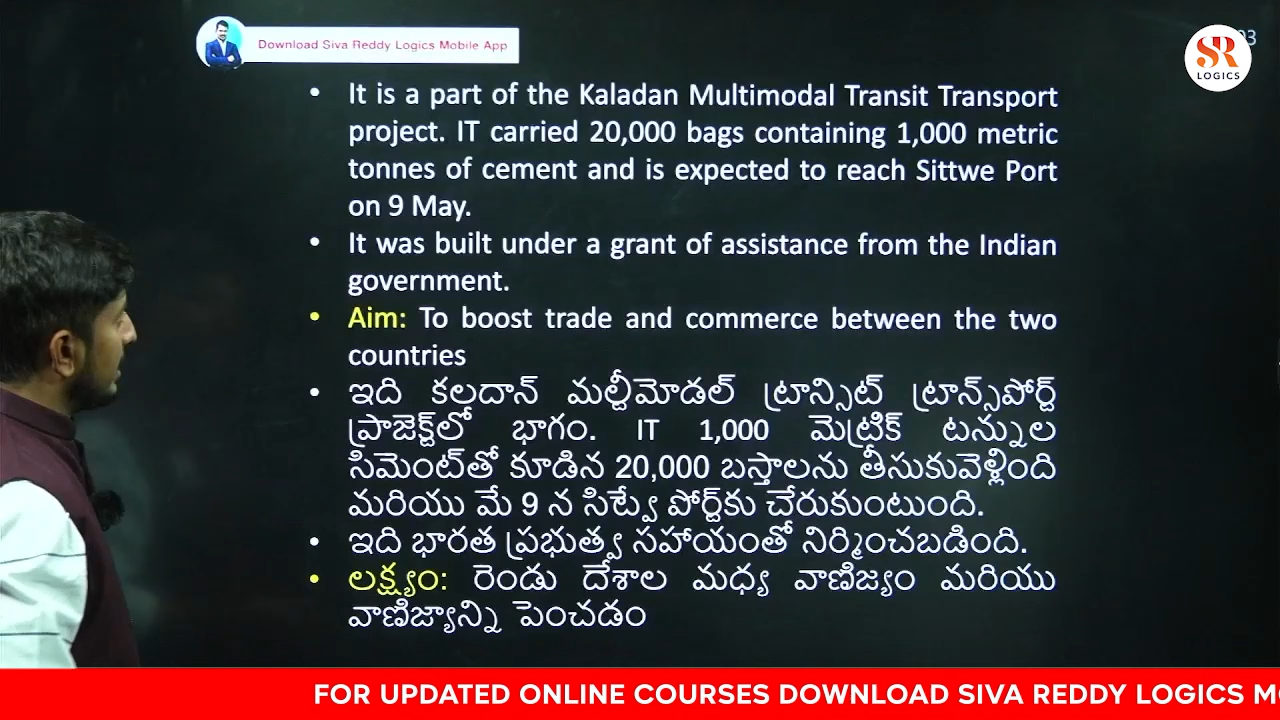 Download Siva Reddy Logics Mobile App
SR
LOGICS
• It is a part of the Kaladan Multimodal Transit Transport
project. IT carried 20,000 bags containing 1,000 metric
tonnes of cement and is expected to reach Sittwe Port
on 9 May.
• It was built under a grant of assistance from the Indian
government.
• Aim: To boost trade and commerce between the two
countries
• ఇది కలదాన్ మల్టీమోడల్ ట్రాన్సిట్ ట్రాన్స్‌పోర్ట్
ప్రాజెక్ట్‌లో భాగం. IT 1,000 మెట్రిక్ టన్నుల
సిమెంట్‌తో కూడిన 20,000 బస్తాలను తీసుకువెళ్లింది
మరియు మే 9 న సిట్వే పోర్ట్‌కు చేరుకుంటుంది.
• ఇది భారత ప్రభుత్వ సహాయంతో నిర్మించబడింది.
• లక్ష్యం: రెండు దేశాల మధ్య వాణిజ్యం మరియు
వాణిజ్యాన్ని పెంచడం
FOR UPDATED ONLINE COURSES DOWNLOAD SIVA REDDY LOGICS